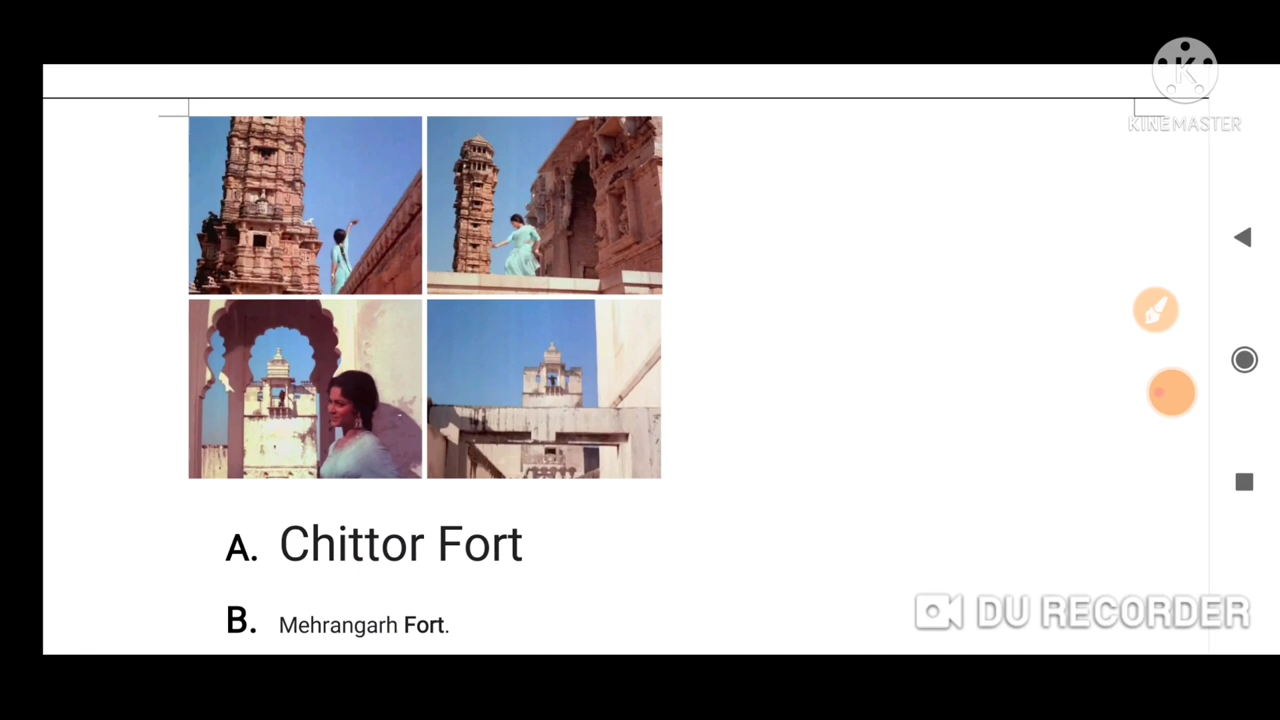 KINEMASTER
A. Chittor Fort
B. Mehrangarh Fort.
DU RECORDER